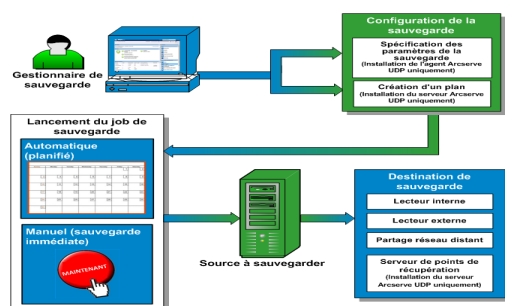 Gestionnaire de
sauvegarde
Configuration de la
sauvegarde
Spécification des
paramètres de la
sauvegarde
(Installation de l'agent Arcserve
UDP uniquement)
Création d'un plan
(Installation du serveur Arcserve
UDP uniquement)
Lancement du job de
sauvegarde
Automatique
(planifié)
Manuel (sauvegarde
immédiate)
MAINTENANT
Source à sauvegarder
Destination de
sauvegarde
Lecteur interne
Lecteur externe
Partage réseau distant
Serveur de points de
récupération
(Installation du serveur
Arcserve UDP uniquement)